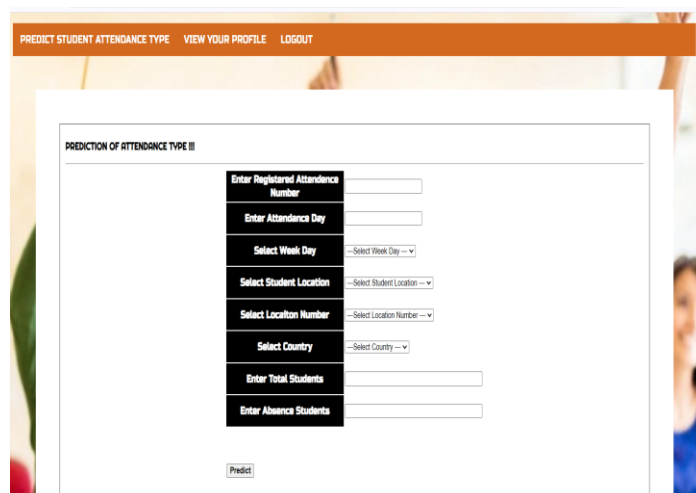 PREDICT STUDENT ATTENDANCE TYPE VIEW YOUR PROFILE LOGOUT
PREDICTION OF ATTENDANCE TYPE !!!
Enter Registered Attendence
Number
Enter Attendance Day
Select Week Day ---Select Week Day ---
Select Student Location ---Select Student Location ---
Select Locaiton Number ---Select Location Number ---
Select Country ---Select Country ---
Enter Total Students
Enter Absence Students
Predict